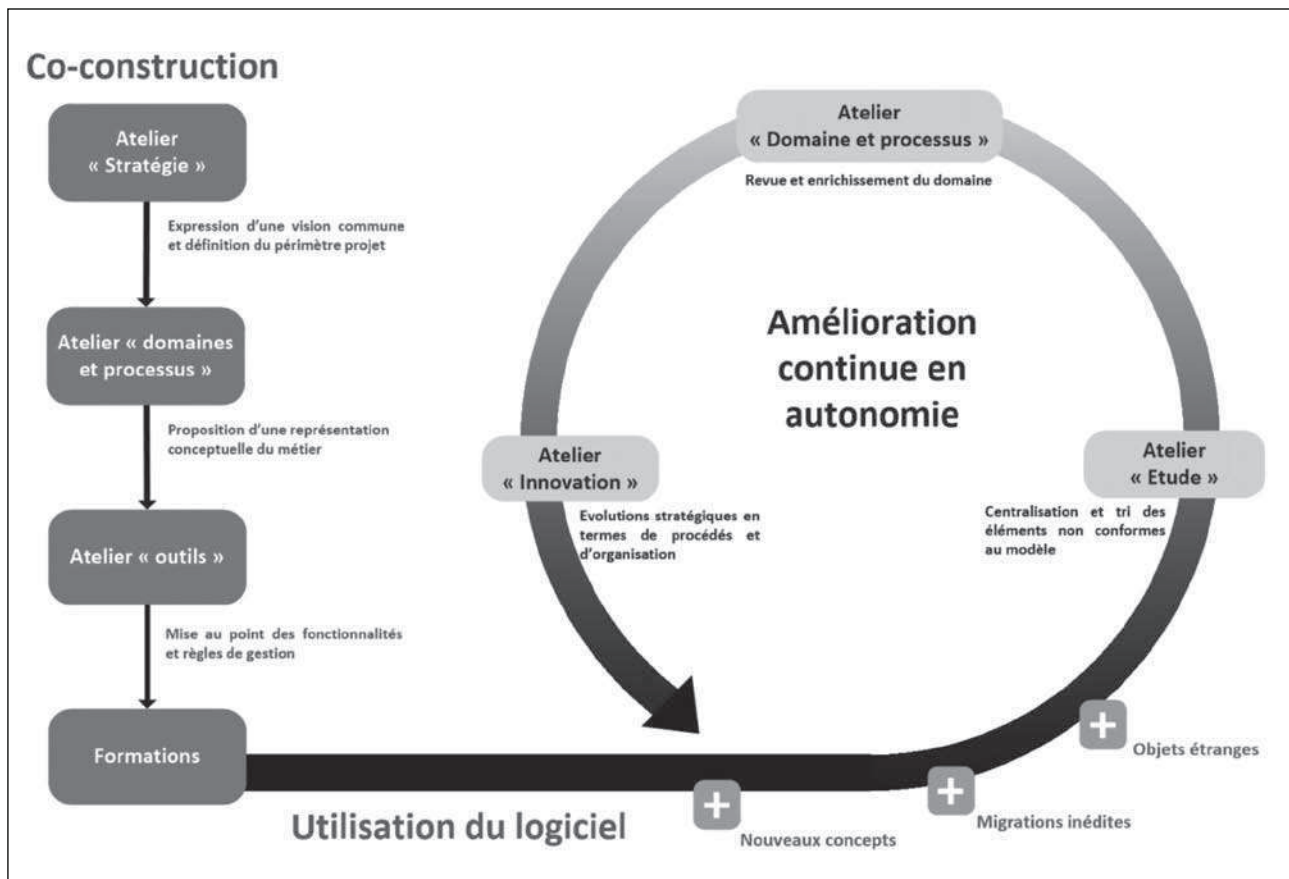 Co-construction
Atelier
« Stratégie »
Expression d'une vision commune
et définition du périmètre projet
Atelier « domaines
et processus »
Proposition d'une représentation
conceptuelle du métier
Atelier « outils »
Mise au point des fonctionnalités
et règles de gestion
Formations
Utilisation du logiciel
Nouveaux concepts
Migrations inédites
Objets étranges
Atelier
« Etude »
Centralisation et tri des
éléments non conformes
au modèle
Atelier
« Domaine et processus »
Revue et enrichissement du domaine
Atelier
« Innovation »
Evolutions stratégiques en
termes de procédés et
d'organisation
Amélioration
continue en
autonomie